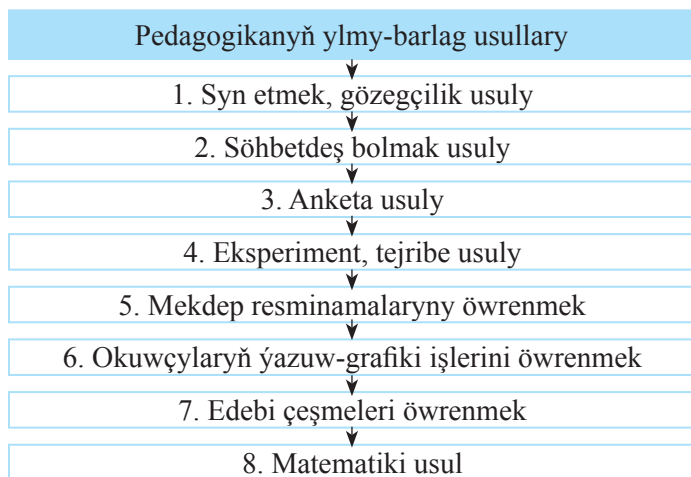 Pedagogikanyň ylmy-barlag usullary
1. Syn etmek, gözegçilik usuly
2. Söhbetdeş bolmak usuly
3. Anketa usuly
4. Eksperiment, tejribe usuly
5. Mekdep resminamalaryny öwrenmek
6. Okuwçylaryň ýazuw-grafiki işlerini öwrenmek
7. Edebi çeşmeleri öwrenmek
8. Matematiki usul